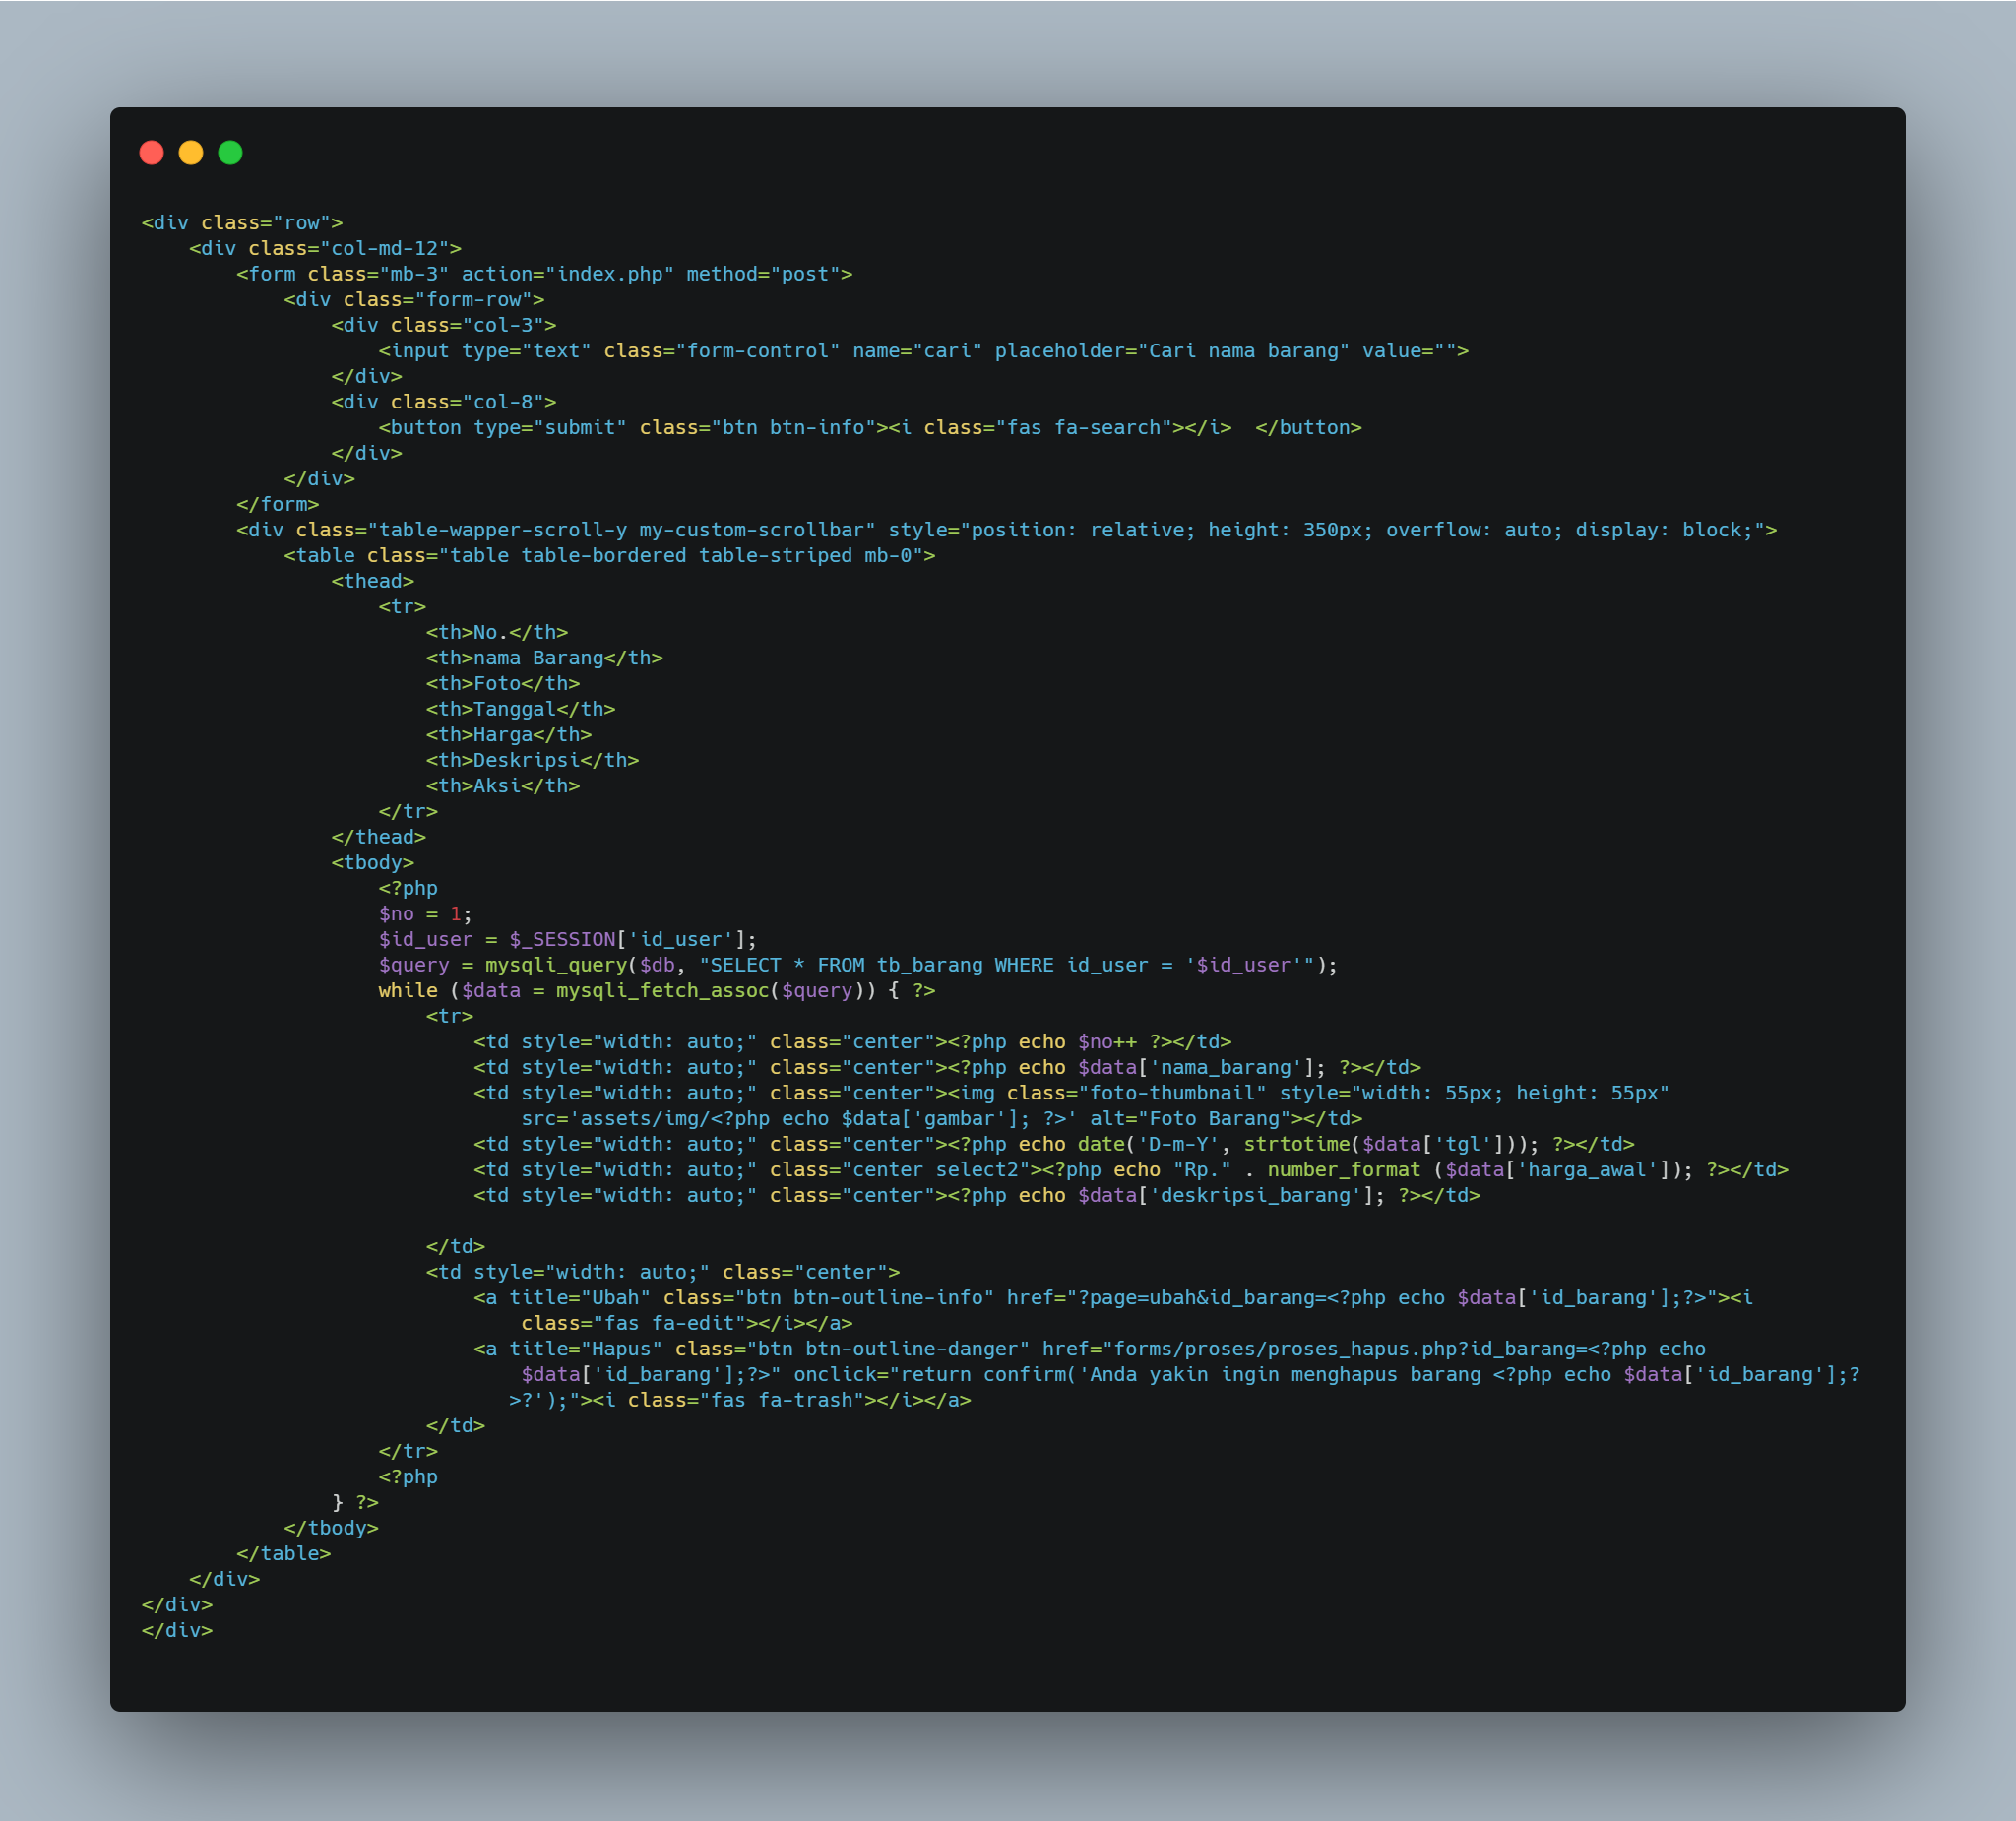 <div class="row">
    <div class="col-md-12">
        <form class="mb-3" action="index.php" method="post">
            <div class="form-row">
                <div class="col-3">
                    <input type="text" class="form-control" name="cari" placeholder="Cari nama barang" value="">
                </div>
                <div class="col-8">
                    <button type="submit" class="btn btn-info"><i class="fas fa-search"></i>  </button>
                </div>
            </div>
        </form>
        <div class="table-wapper-scroll-y my-custom-scrollbar" style="position: relative; height: 350px; overflow: auto; display: block;">
            <table class="table table-bordered table-striped mb-0">
                <thead>
                    <tr>
                        <th>No.</th>
                        <th>nama Barang</th>
                        <th>Foto</th>
                        <th>Tanggal</th>
                        <th>Harga</th>
                        <th>Deskripsi</th>
                        <th>Aksi</th>
                    </tr>
                </thead>
                <tbody>
                    <?php
                    $no = 1;
                    $id_user = $_SESSION['id_user'];
                    $query = mysqli_query($db, "SELECT * FROM tb_barang WHERE id_user = '$id_user'");
                    while ($data = mysqli_fetch_assoc($query)) { ?>
                        <tr>
                            <td style="width: auto;" class="center"><?php echo $no++ ?></td>
                            <td style="width: auto;" class="center"><?php echo $data['nama_barang']; ?></td>
                            <td style="width: auto;" class="center"><img class="foto-thumbnail" style="width: 55px; height: 55px"
                                src='assets/img/<?php echo $data['gambar']; ?>' alt="Foto Barang"></td>
                            <td style="width: auto;" class="center"><?php echo date('D-m-Y', strtotime($data['tgl'])); ?></td>
                            <td style="width: auto;" class="center select2"><?php echo "Rp." . number_format ($data['harga_awal']); ?></td>
                            <td style="width: auto;" class="center"><?php echo $data['deskripsi_barang']; ?></td>

                        </td>
                        <td style="width: auto;" class="center">
                            <a title="Ubah" class="btn btn-outline-info" href="?page=ubah&id_barang=<?php echo $data['id_barang'];?>"><i
                                class="fas fa-edit"></i></a>
                            <a title="Hapus" class="btn btn-outline-danger" href="forms/proses/proses_hapus.php?id_barang=<?php echo
                                $data['id_barang'];?>" onclick="return confirm('Anda yakin ingin menghapus barang <?php echo $data['id_barang'];?
                               >?');"><i class="fas fa-trash"></i></a>
                        </td>
                    </tr>
                    <?php
                } ?>
            </tbody>
        </table>
    </div>
</div>
</div>